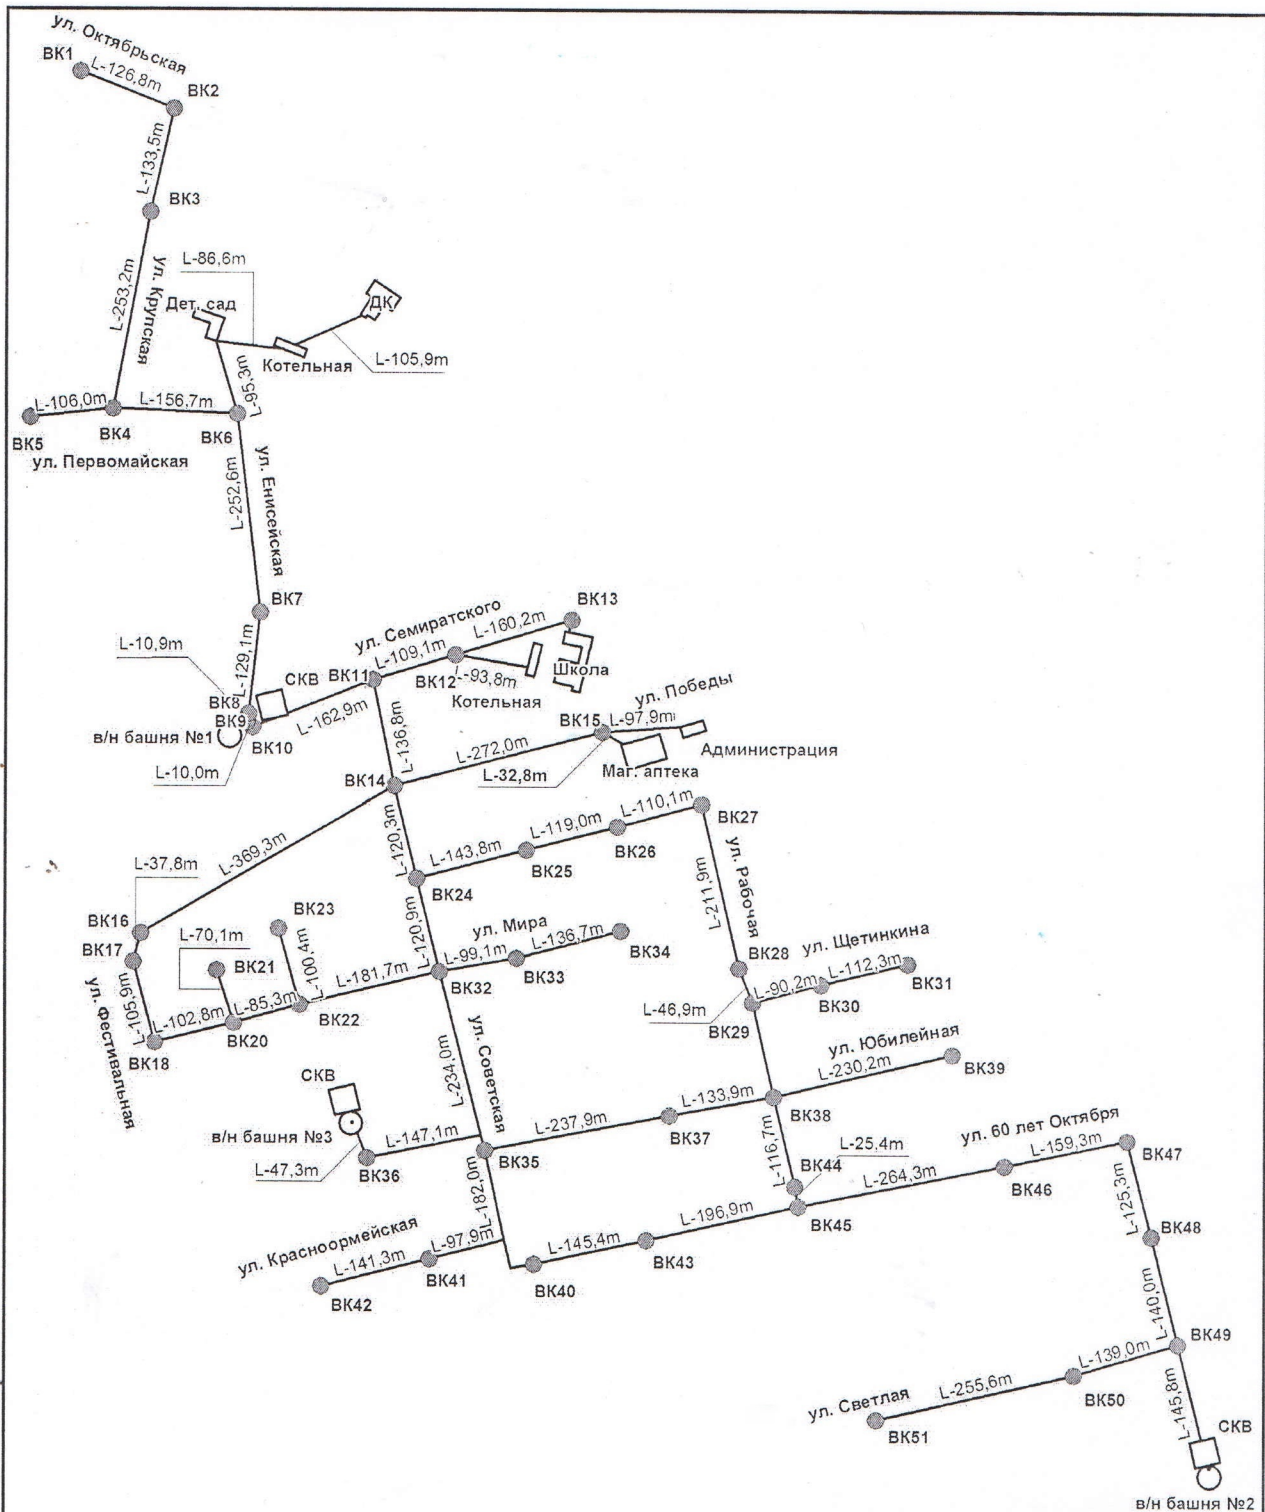 ул. Октябрьская
ВК1
L-126,8m
ВК2
L-133,5m
ВК3
L-253,2m
ул. Крупская
L-86,6m
Дет. сад
ДК
Котельная
L-105,9m
L-95,3m
L-106,0m
L-156,7m
ВК5
ВК4
ВК6
ул. Первомайская
L-252,6m
ул. Енисейская
ВК7
L-10,9m
L-129,1m
ВК8
ВК9
СКВ
в/н башня №1
ВК10
L-10,0m
L-162,9m
ВК11
ул. Семиратского
L-109,1m
L-160,2m
ВК13
ВК12
L-93,8m
Школа
Котельная
L-136,8m
ул. Победы
ВК15
L-97,9m
Администрация
L-272,0m
L-32,8m
Маг. аптека
ВК14
L-369,3m
L-120,3m
L-143,8m
L-119,0m
L-110,1m
ВК27
ВК26
ВК25
ВК24
L-37,8m
ВК16
ВК17
L-70,1m
ВК23
L-120,9m
ул. Мира
L-211,9m
ул. Рабочая
L-105,9m
ул. Фестивальная
ВК21
L-100,4m
L-181,7m
L-99,1m
L-136,7m
ВК34
ВК33
ВК32
ВК28
ул. Щетинкина
L-90,2m
L-112,3m
ВК31
ВК30
L-46,9m
ВК29
L-102,8m
L-85,3m
ВК22
ВК20
ВК18
L-234,0m
ул. Советская
ул. Юбилейная
L-230,2m
ВК39
СКВ
в/н башня №3
L-147,1m
L-47,3m
ВК36
ВК35
L-237,9m
L-133,9m
ВК37
ВК38
L-116,7m
L-25,4m
ВК44
ВК45
ул. 60 лет Октября
L-264,3m
L-159,3m
ВК47
ВК46
L-182,0m
ул. Красноормейская
L-141,3m
L-97,9m
ВК41
ВК42
L-145,4m
L-196,9m
ВК43
ВК40
L-125,3m
ВК48
L-140,0m
ВК49
L-139,0m
L-255,6m
ул. Светлая
ВК50
ВК51
L-145,8m
СКВ
в/н башня №2